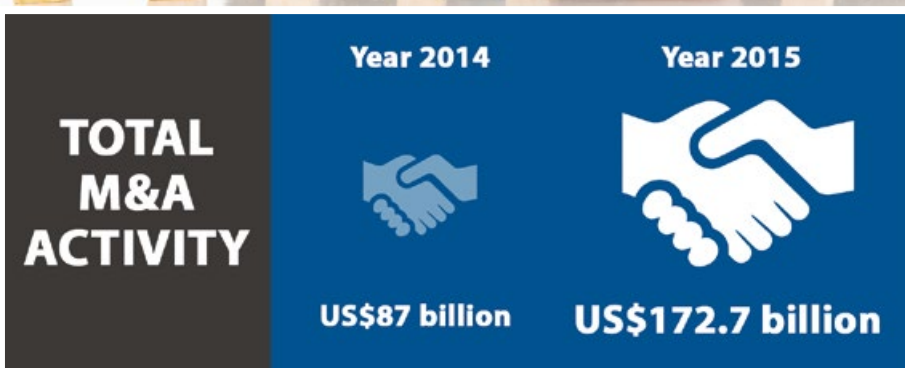 TOTAL
M&A
ACTIVITY
Year 2014
US$87 billion
Year 2015
US$172.7 billion